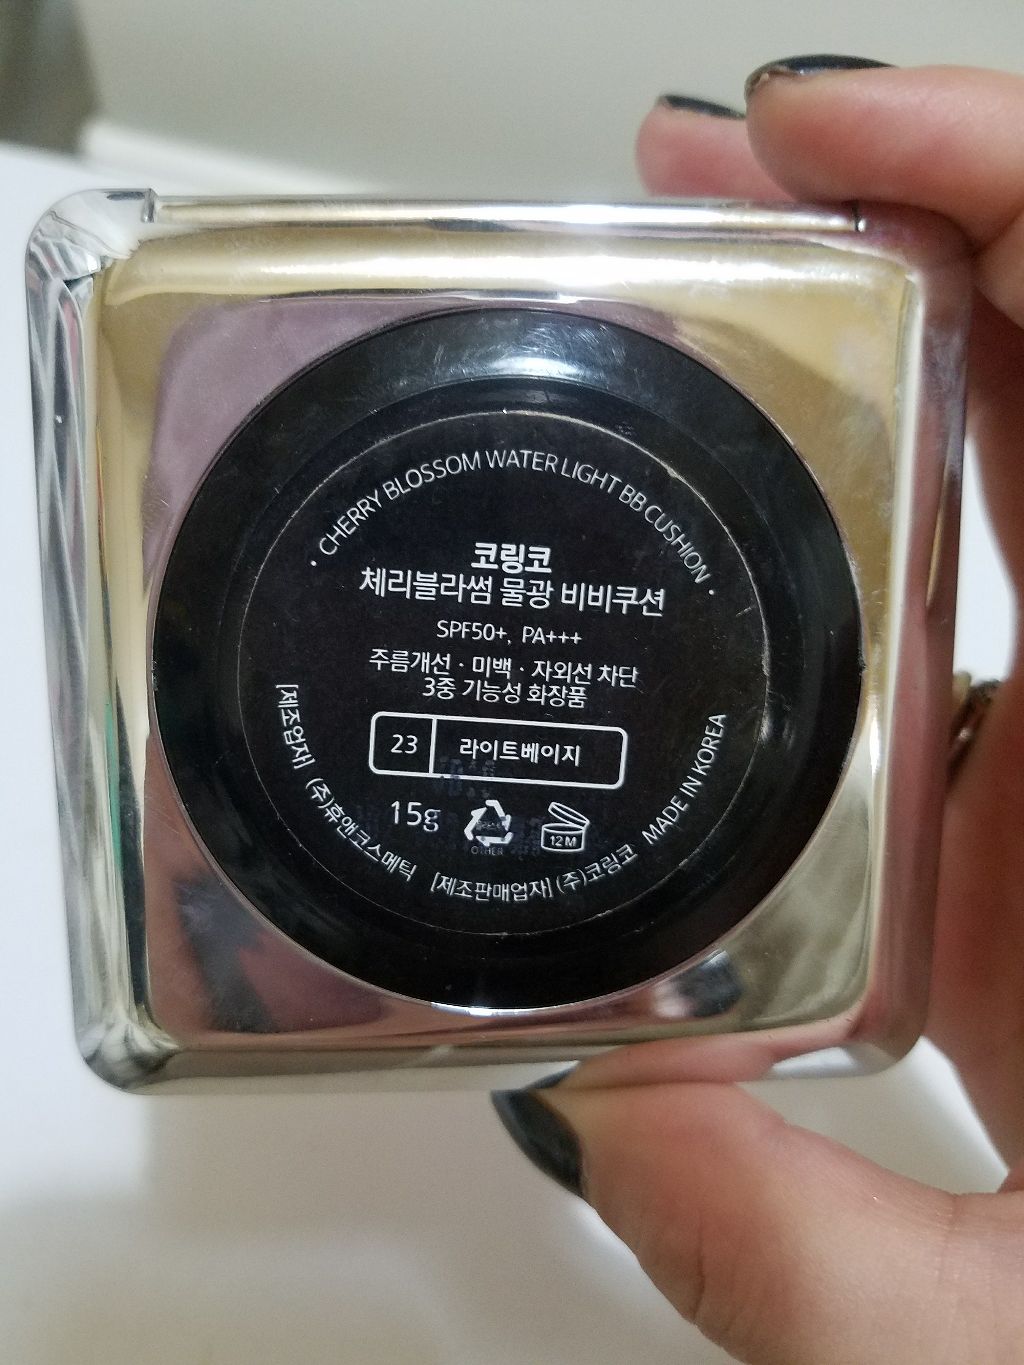 · CHERRY BLOSSOM WATER LIGHT BB CUSHION ·
코링코
체리블라썸 물광 비비쿠션
SPF50+, PA+++
주름개선 · 미백 · 자외선 차단
3중 기능성 화장품
23 라이트베이지
15g
OTHER
12M
[제조업자] (주)휴앤코스메틱 [제조판매업자] (주)코링코 MADE IN KOREA